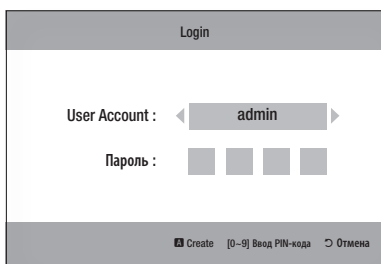 Login
User Account : admin
Пароль :
A Create [0~9] Ввод PIN-кода Отмена